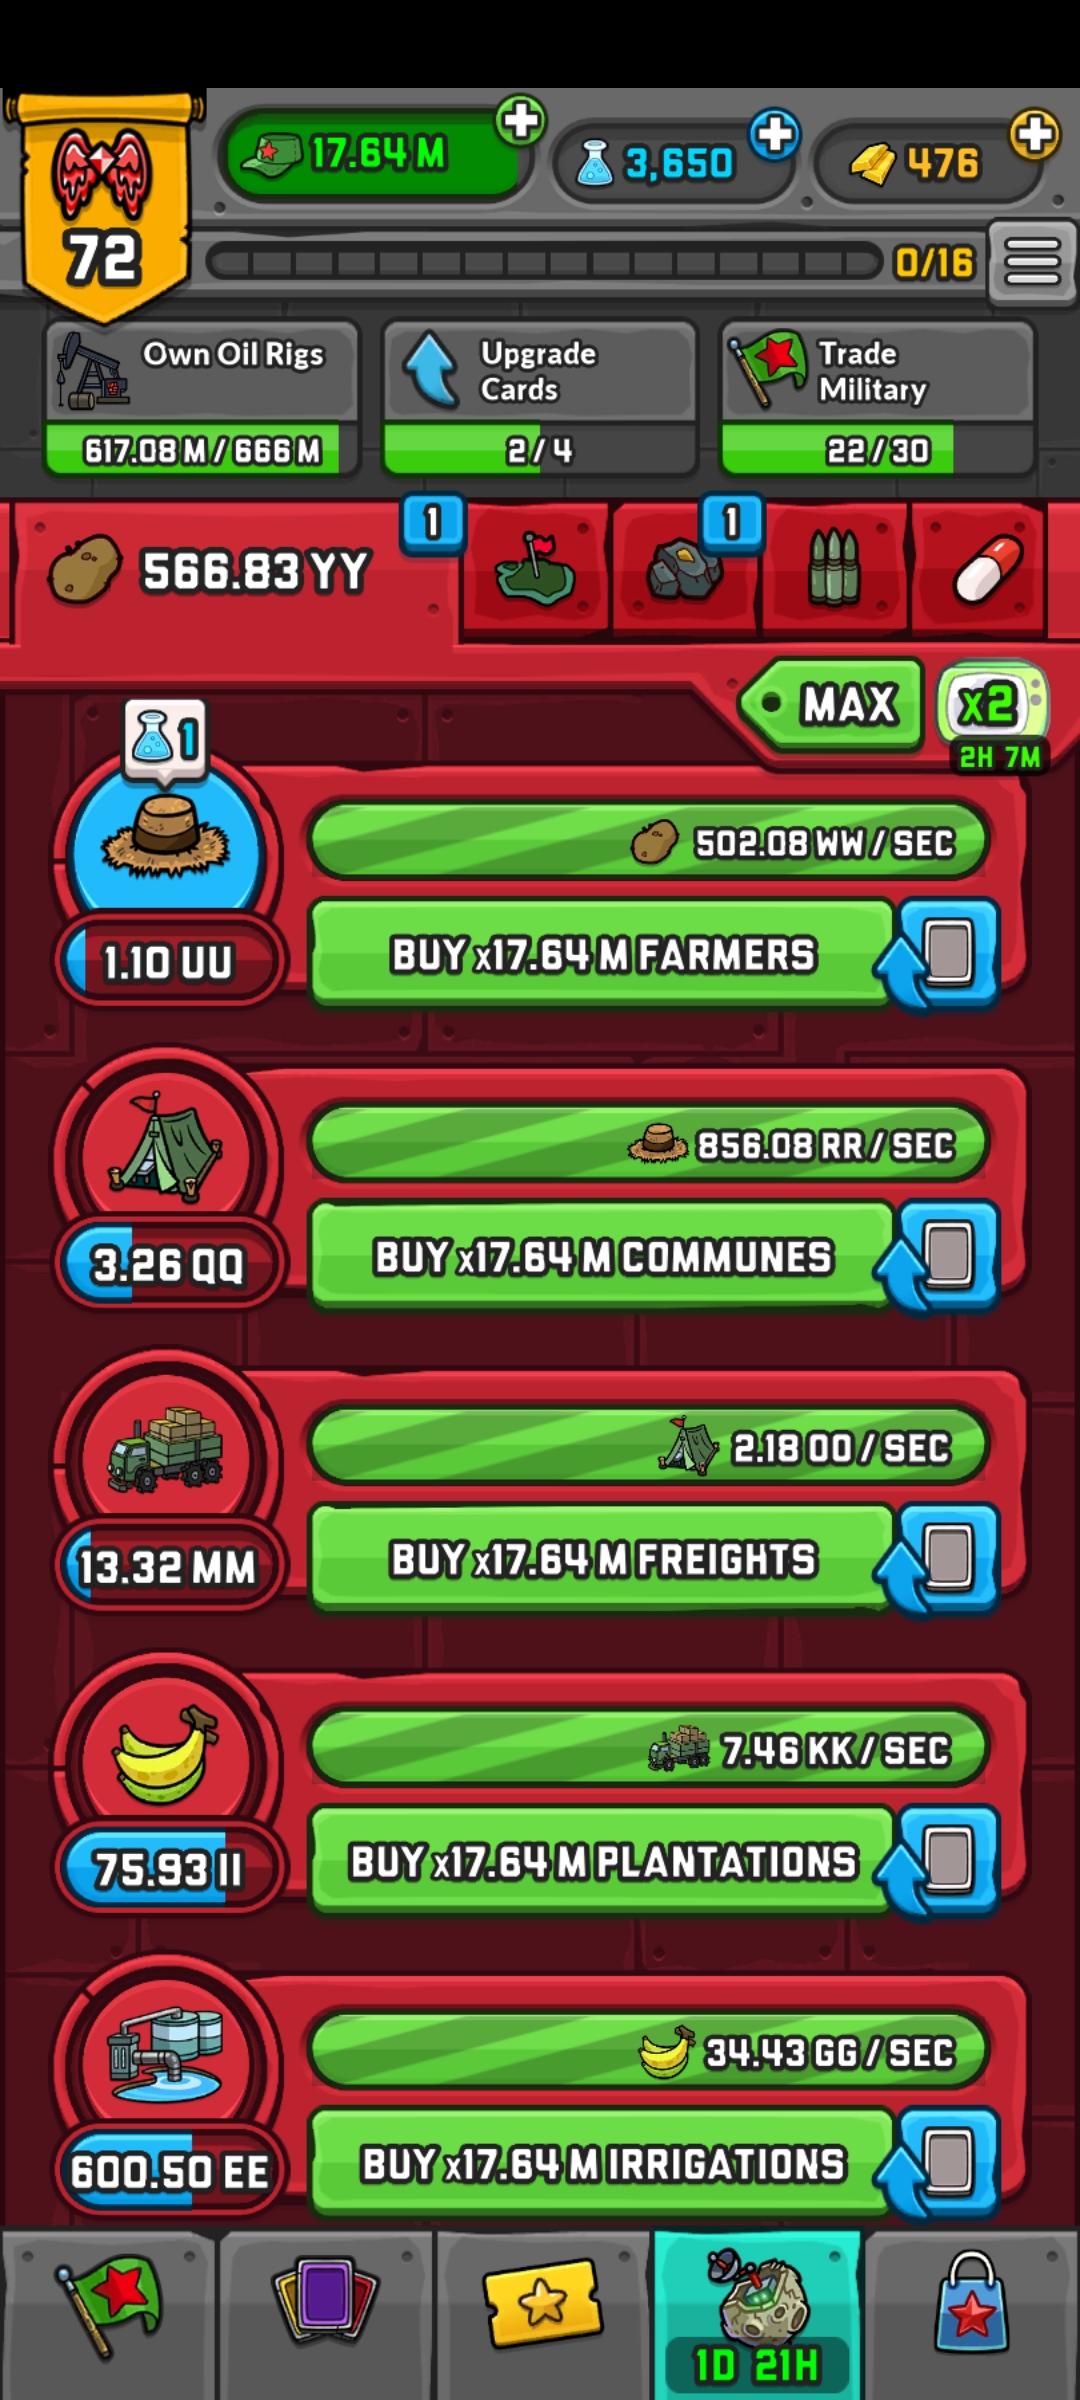 17.64 M
3,650
476
72
0/16
Own Oil Rigs
617.08 M / 666 M
Upgrade
Cards
2 / 4
Trade
Military
22 / 30
566.83 YY
1
1
MAX
x2
2H 7M
1
502.08 WW / SEC
BUY x17.64 M FARMERS
1.10 UU
856.08 RR / SEC
BUY x17.64 M COMMUNES
3.26 QQ
2.18 OO / SEC
BUY x17.64 M FREIGHTS
13.32 MM
7.46 KK / SEC
BUY x17.64 M PLANTATIONS
75.93 II
34.43 GG / SEC
BUY x17.64 M IRRIGATIONS
600.50 EE
1D 21H